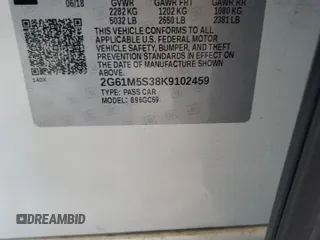 06/18
GVWR GAWR FRT GAWR RR
2282 KG 1202 KG 1080 KG
5032 LB 2650 LB 2381 LB
THIS VEHICLE CONFORMS TO ALL
APPLICABLE U.S. FEDERAL MOTOR
VEHICLE SAFETY, BUMPER, AND THEFT
PREVENTION STANDARDS IN EFFECT
ON THE DATE OF MANUFACTURE
SHOWN ABOVE.
140X
2G61M5S38K9102459
TYPE: PASS CAR
MODEL:
DREAMBID